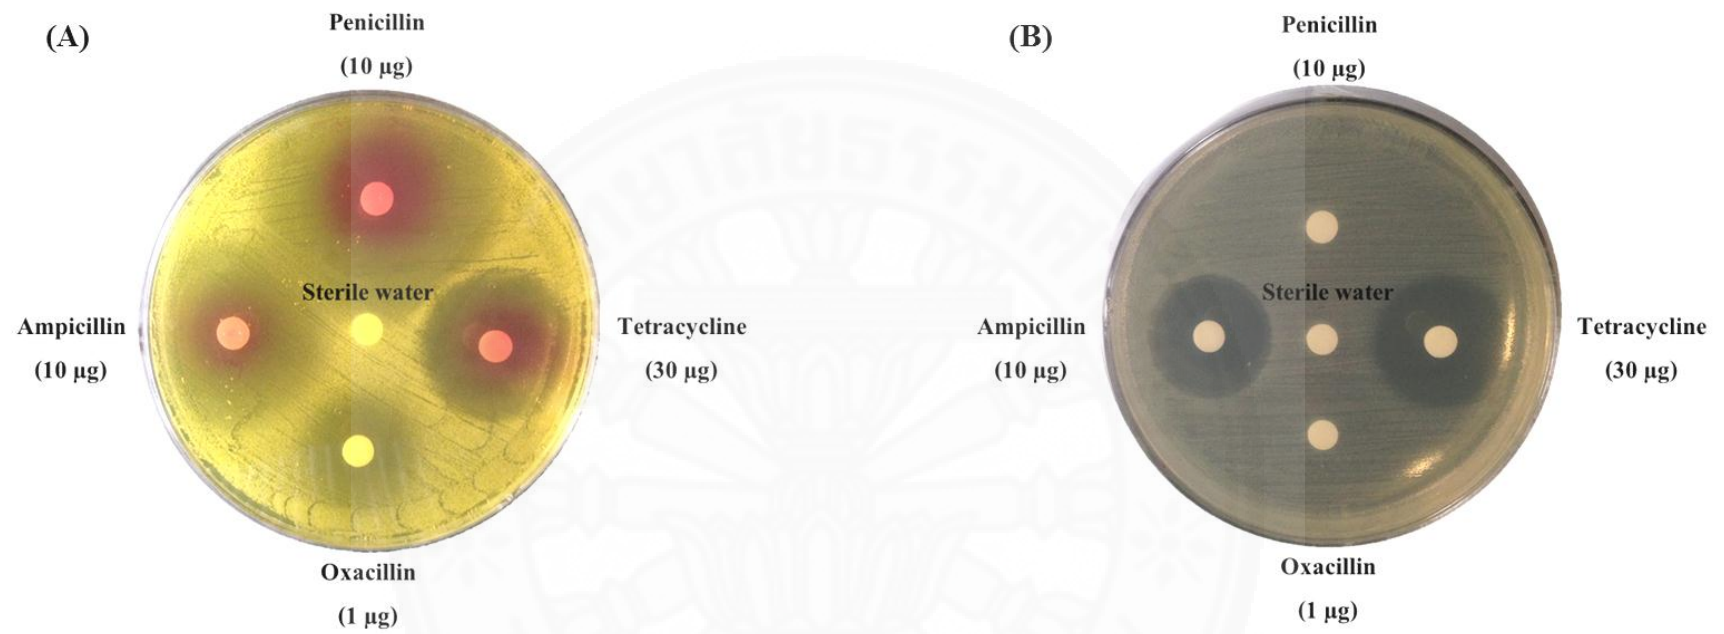 (A)
Penicillin
(10 µg)
Sterile water
Ampicillin
(10 µg)
Tetracycline
(30 µg)
Oxacillin
(1 µg)
(B)
Penicillin
(10 µg)
Sterile water
Ampicillin
(10 µg)
Tetracycline
(30 µg)
Oxacillin
(1 µg)